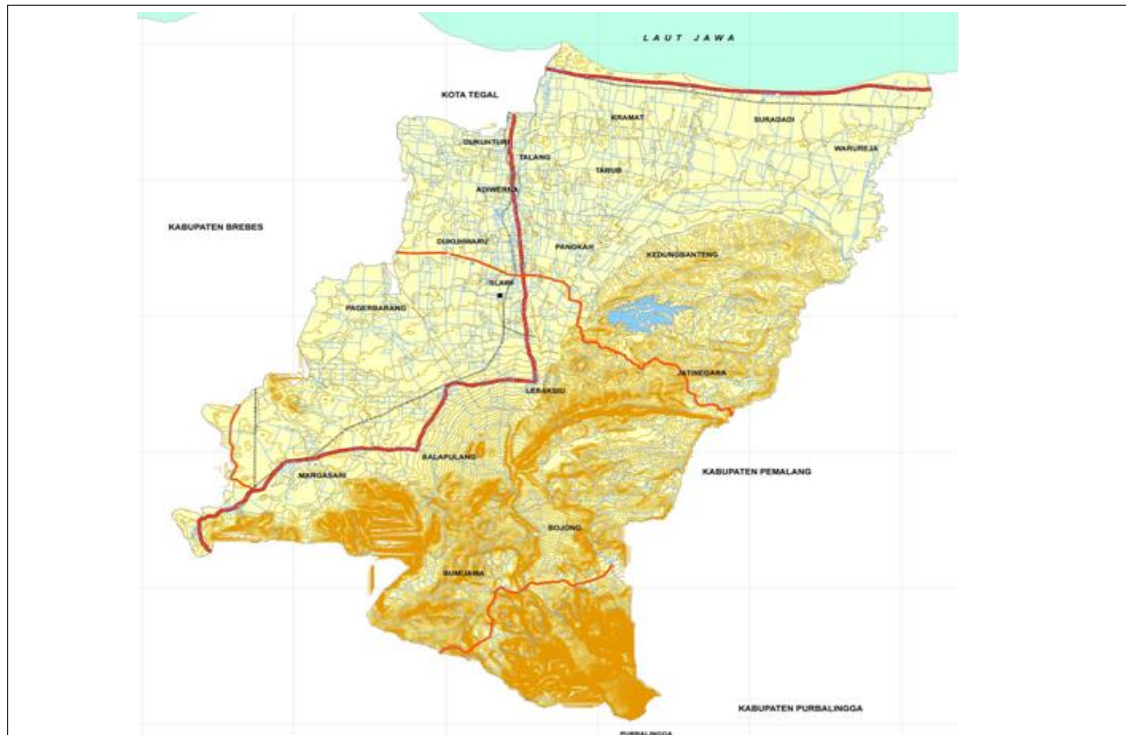 LAUT JAWA
KOTA TEGAL
KRAMAT
SURADADI
DUKUHTURI
TALANG
WARUREJA
TARUB
ADIWERNA
KABUPATEN BREBES
DUKUHWARU
PANGKAH
KEDUNGBANTENG
SLAWI
PAGERBARANG
JATINEGARA
LEBAKSIU
BALAPULANG
KABUPATEN PEMALANG
MARGASARI
BOJONG
BUMIJAWA
KABUPATEN PURBALINGGA
PURBALINGGA